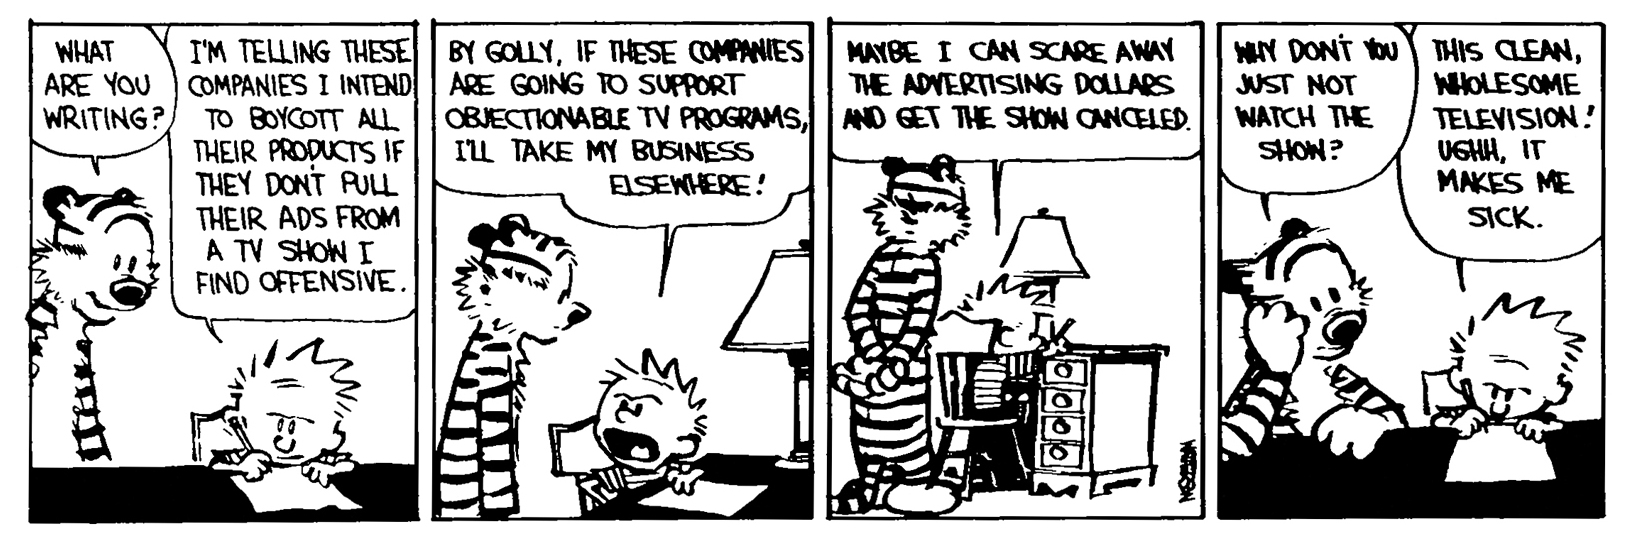 WHAT
ARE YOU
WRITING?
I'M TELLING THESE
COMPANIES I INTEND
TO BOYCOTT ALL
THEIR PRODUCTS IF
THEY DON'T PULL
THEIR ADS FROM
A TV SHOW I
FIND OFFENSIVE.
BY GOLLY, IF THESE COMPANIES
ARE GOING TO SUPPORT
OBJECTIONABLE TV PROGRAMS,
I'LL TAKE MY BUSINESS
ELSEWHERE!
MAYBE I CAN SCARE AWAY
THE ADVERTISING DOLLARS
AND GET THE SHOW CANCELED.
WATTERSON
WHY DON'T YOU
JUST NOT
WATCH THE
SHOW?
THIS CLEAN,
WHOLESOME
TELEVISION!
UGHH, IT
MAKES ME
SICK.